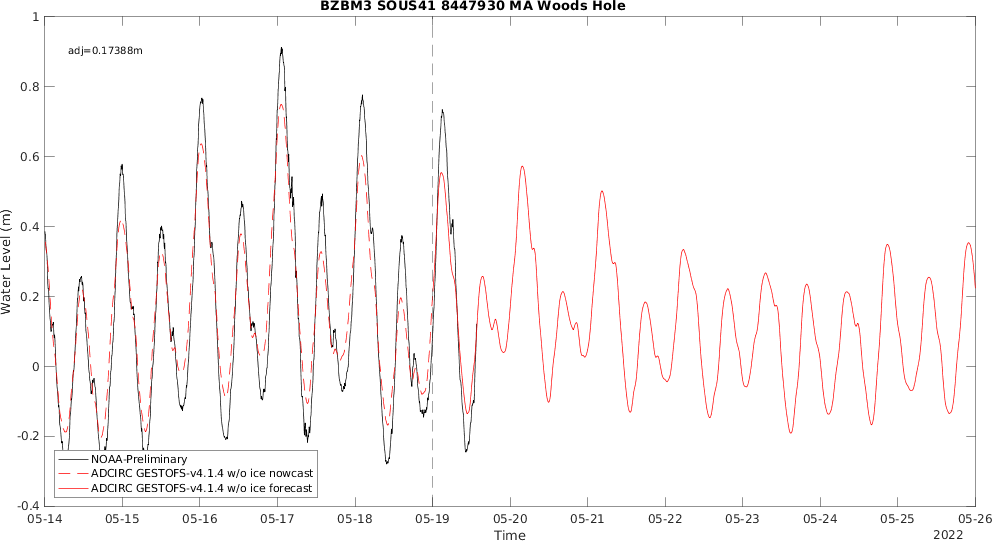 BZBM3 SOUS41 8447930 MA Woods Hole
adj=0.17388m
Water Level (m)
1
0.8
0.6
0.4
0.2
0
-0.2
-0.4
NOAA-Preliminary
ADCIRC GESTOFS-v4.1.4 w/o ice nowcast
ADCIRC GESTOFS-v4.1.4 w/o ice forecast
05-14 05-15 05-16 05-17 05-18 05-19 05-20 05-21 05-22 05-23 05-24 05-25 05-26
Time
2022